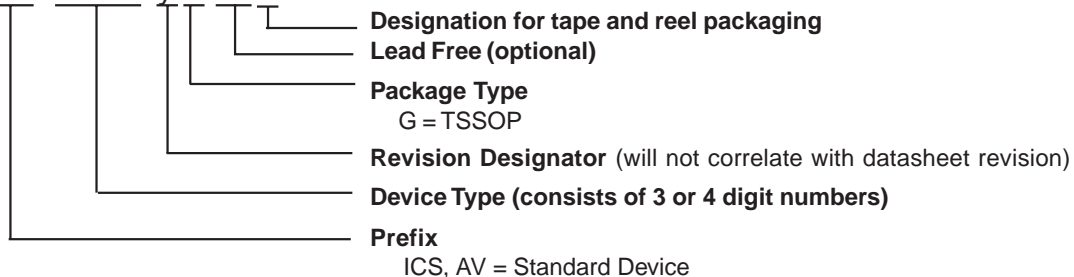 Designation for tape and reel packaging
Lead Free (optional)
Package Type
G = TSSOP
Revision Designator (will not correlate with datasheet revision)
Device Type (consists of 3 or 4 digit numbers)
Prefix
ICS, AV = Standard Device